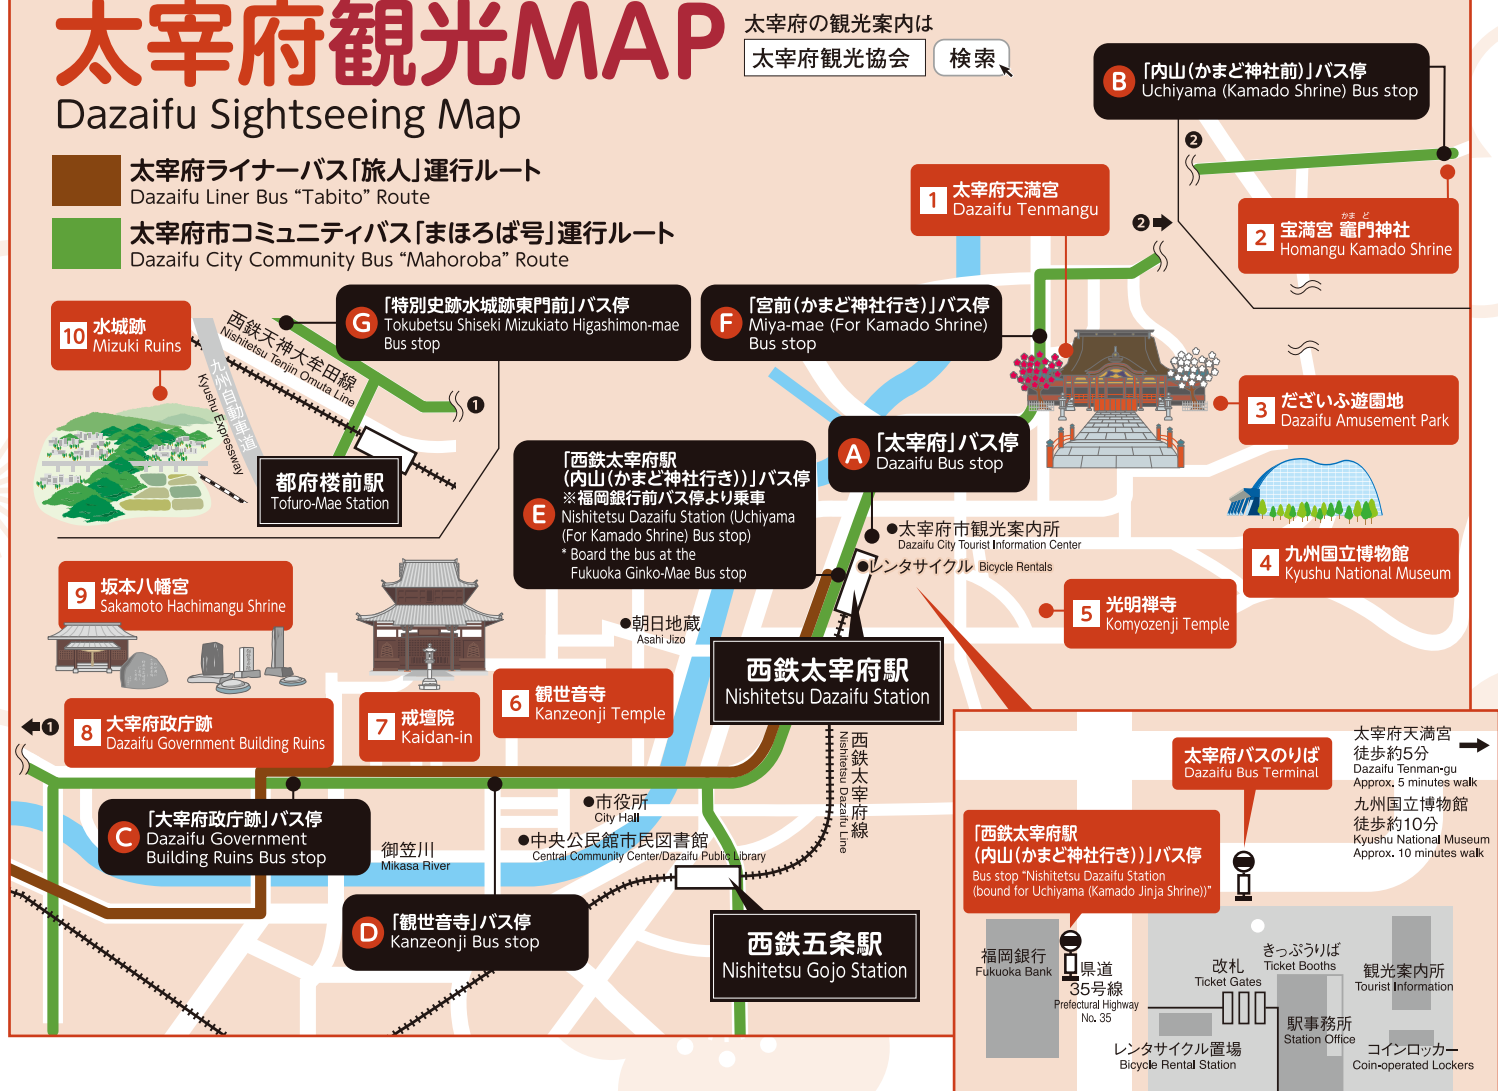 太宰府観光MAP
Dazaifu Sightseeing Map
太宰府の観光案内は
太宰府観光協会 検索
太宰府ライナーバス「旅人」運行ルート
Dazaifu Liner Bus “Tabito” Route
太宰府市コミュニティバス「まほろば号」運行ルート
Dazaifu City Community Bus “Mahoroba” Route
B 「内山(かまど神社前)」バス停
Uchiyama (Kamado Shrine) Bus stop
❷
1 太宰府天満宮
Dazaifu Tenmangu
❷➡
かまど
2 宝満宮 竈門神社
Homangu Kamado Shrine
10 水城跡
Mizuki Ruins
西鉄天神大牟田線
Nishitetsu Tenjin Omuta Line
九州自動車道
Kyushu Expressway
G 「特別史跡水城跡東門前」バス停
Tokubetsu Shiseki Mizukiato Higashimon-mae
Bus stop
❶
F 「宮前(かまど神社行き)」バス停
Miya-mae (For Kamado Shrine)
Bus stop
3 だざいふ遊園地
Dazaifu Amusement Park
都府楼前駅
Tofuro-Mae Station
E 「西鉄太宰府駅
(内山(かまど神社行き))」バス停
※福岡銀行前バス停より乗車
Nishitetsu Dazaifu Station (Uchiyama
(For Kamado Shrine) Bus stop)
* Board the bus at the
Fukuoka Ginko-Mae Bus stop
A 「太宰府」バス停
Dazaifu Bus stop
●太宰府市観光案内所
Dazaifu City Tourist Information Center
●レンタサイクル Bicycle Rentals
4 九州国立博物館
Kyushu National Museum
5 光明禅寺
Komyozenji Temple
9 坂本八幡宮
Sakamoto Hachimangu Shrine
●朝日地蔵
Asahi Jizo
西鉄太宰府駅
Nishitetsu Dazaifu Station
6 観世音寺
Kanzeonji Temple
7 戒壇院
Kaidan-in
8 大宰府政庁跡
Dazaifu Government Building Ruins
⬅❶
西鉄太宰府線
Nishitetsu Dazaifu Line
C 「大宰府政庁跡」バス停
Dazaifu Government
Building Ruins Bus stop
御笠川
Mikasa River
●市役所
City Hall
●中央公民館市民図書館
Central Community Center/Dazaifu Public Library
D 「観世音寺」バス停
Kanzeonji Bus stop
西鉄五条駅
Nishitetsu Gojo Station
太宰府バスのりば
Dazaifu Bus Terminal
太宰府天満宮 ➡
徒歩約5分
Dazaifu Tenman-gu
Approx. 5 minutes walk
九州国立博物館
徒歩約10分
Kyushu National Museum
Approx. 10 minutes walk
「西鉄太宰府駅
(内山(かまど神社行き))」バス停
Bus stop “Nishitetsu Dazaifu Station
(bound for Uchiyama (Kamado Jinja Shrine))”
福岡銀行
Fukuoka Bank
県道
35号線
Prefectural Highway
No. 35
改札
Ticket Gates
きっぷうりば
Ticket Booths
観光案内所
Tourist Information
駅事務所
Station Office
レンタサイクル置場
Bicycle Rental Station
コインロッカー
Coin-operated Lockers